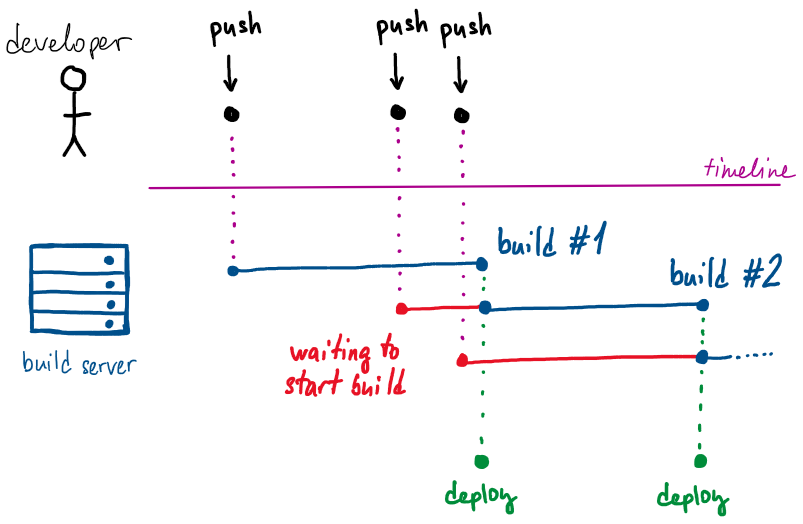 developer
push
push
push
timeline
build #1
build #2
build server
waiting to
start build
deploy
deploy